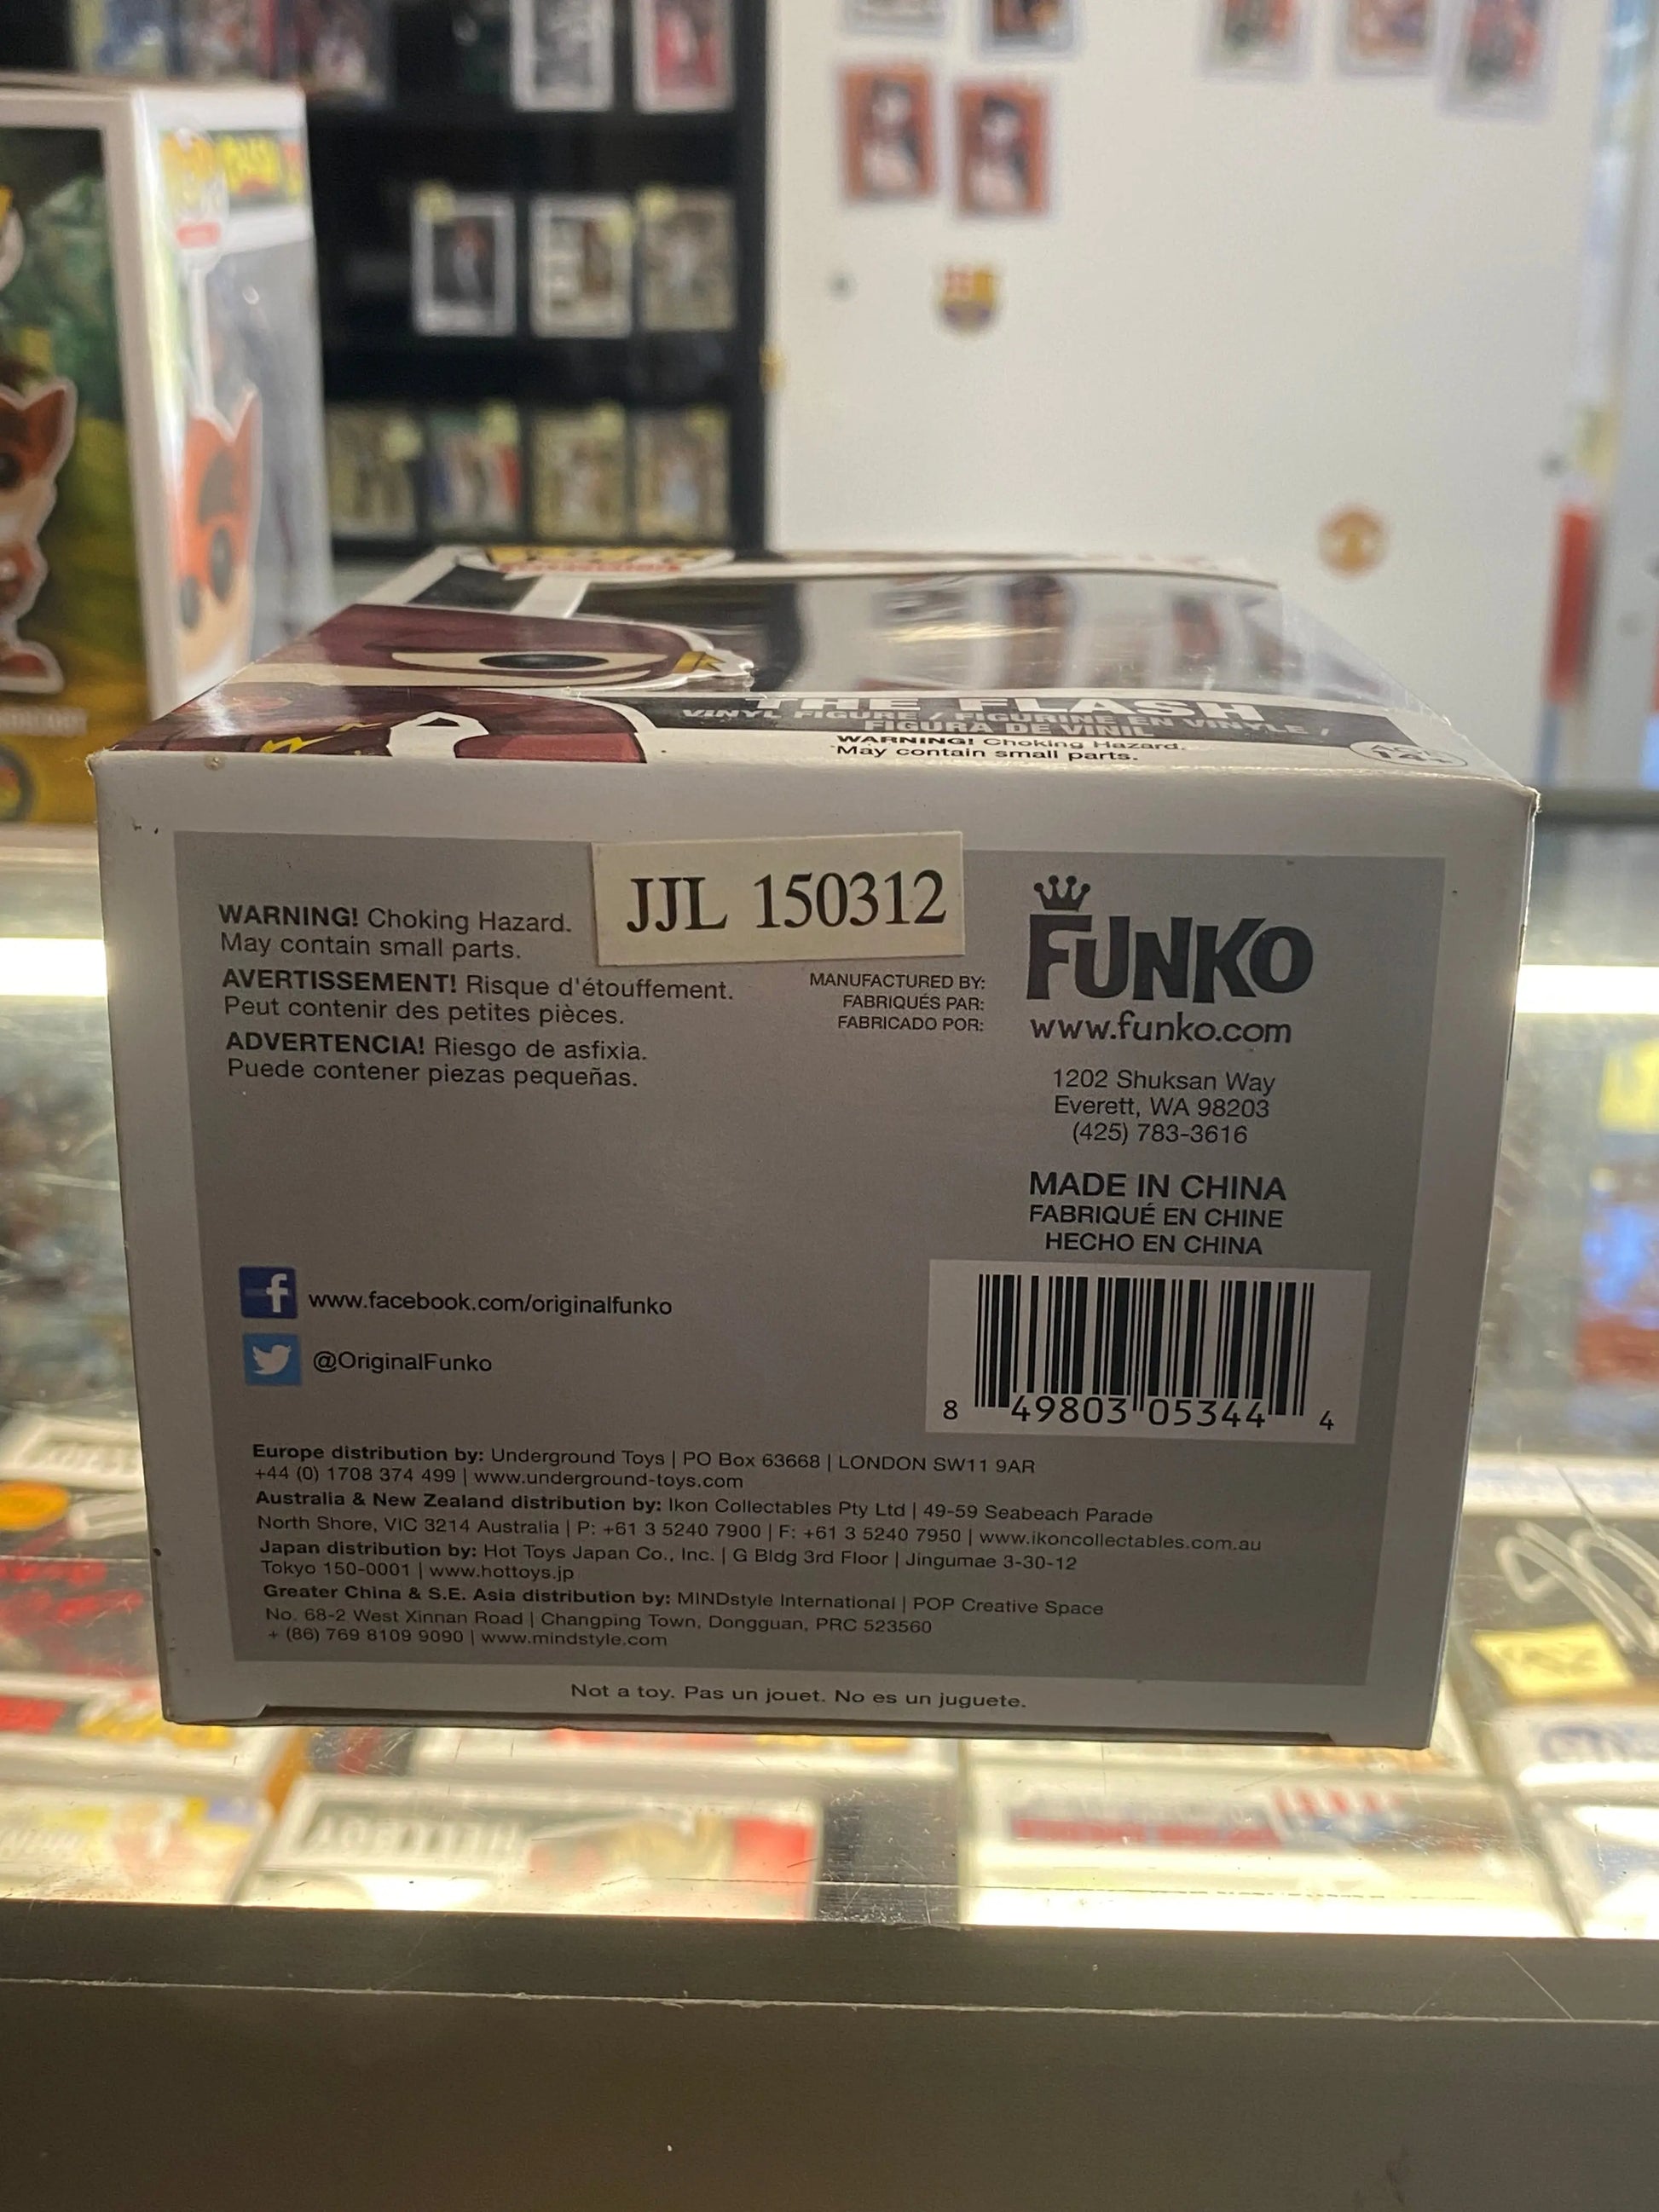 THE FLASH
VINYL FIGURE / FIGURINE EN VINYLE /
FIGURA DE VINIL
WARNING! Choking Hazard.
May contain small parts.
AGE
14+
JJL 150312
WARNING! Choking Hazard.
May contain small parts.
AVERTISSEMENT! Risque d'étouffement.
Peut contenir des petites pièces.
ADVERTENCIA! Riesgo de asfixia.
Puede contener piezas pequeñas.
MANUFACTURED BY:
FABRIQUÉS PAR:
FABRICADO POR:
FUNKO
www.funko.com
1202 Shuksan Way
Everett, WA 98203
(425) 783-3616
MADE IN CHINA
FABRIQUÉ EN CHINE
HECHO EN CHINA
www.facebook.com/originalfunko
@OriginalFunko
8 49803 05344 4
Europe distribution by: Underground Toys | PO Box 63668 | LONDON SW11 9AR
+44 (0) 1708 374 499 | www.underground-toys.com
Australia & New Zealand distribution by: Ikon Collectables Pty Ltd | 49-59 Seabeach Parade
North Shore, VIC 3214 Australia | P: +61 3 5240 7900 | F: +61 3 5240 7950 | www.ikoncollectables.com.au
Japan distribution by: Hot Toys Japan Co., Inc. | G Bldg 3rd Floor | Jingumae 3-30-12
Tokyo 150-0001 | www.hottoys.jp
Greater China & S.E. Asia distribution by: MINDstyle International | POP Creative Space
No. 68-2 West Xinnan Road | Changping Town, Dongguan, PRC 523560
+ (86) 769 8109 9090 | www.mindstyle.com
Not a toy. Pas un jouet. No es un juguete.
HELLBOY